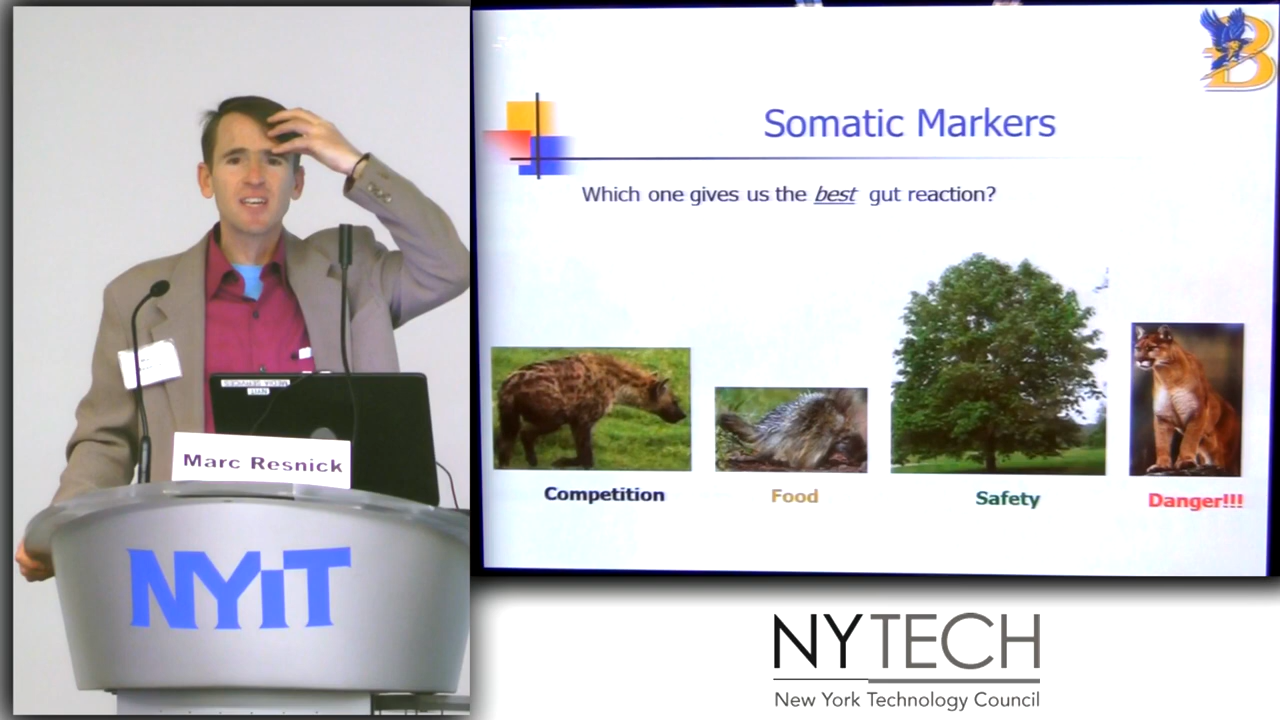 Somatic Markers
Which one gives us the best gut reaction?
Competition
Food
Safety
Danger!!!
B
Marc Resnick
NYiT
NYTECH
New York Technology Council